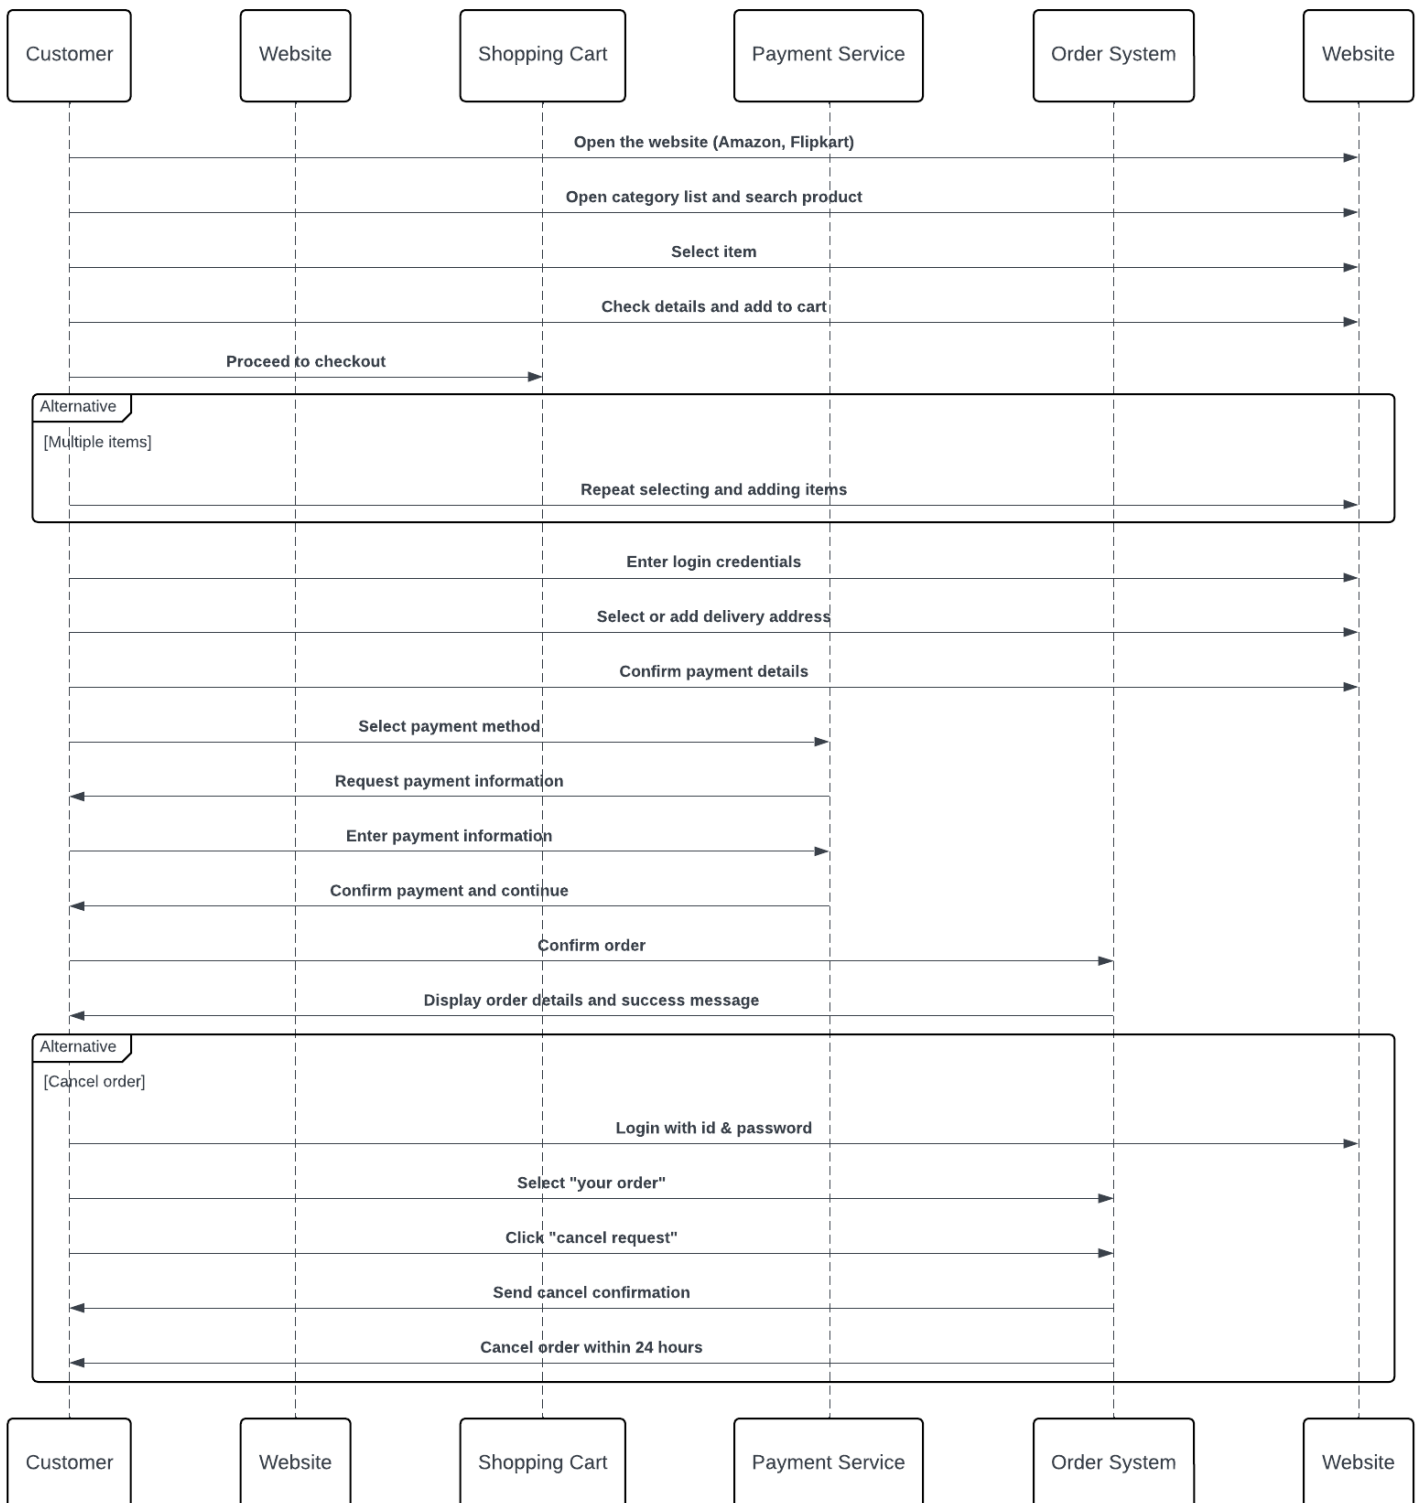 Customer
Website
Shopping Cart
Payment Service
Order System
Website
Open the website (Amazon, Flipkart)
Open category list and search product
Select item
Check details and add to cart
Proceed to checkout
Alternative
[Multiple items]
Repeat selecting and adding items
Enter login credentials
Select or add delivery address
Confirm payment details
Select payment method
Request payment information
Enter payment information
Confirm payment and continue
Confirm order
Display order details and success message
Alternative
[Cancel order]
Login with id & password
Select "your order"
Click "cancel request"
Send cancel confirmation
Cancel order within 24 hours
Customer
Website
Shopping Cart
Payment Service
Order System
Website